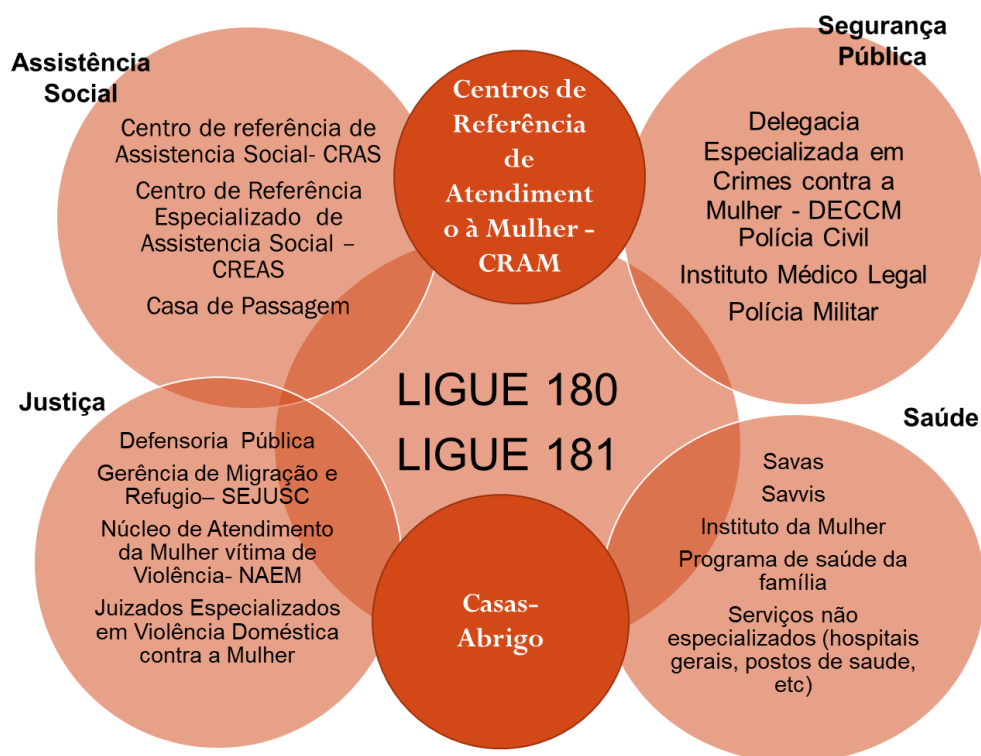 Assistência
Social
Centro de referência de
Assistencia Social- CRAS
Centro de Referência
Especializado de
Assistencia Social –
CREAS
Casa de Passagem
Centros de
Referência
de
Atendiment
o à Mulher -
CRAM
Segurança
Pública
Delegacia
Especializada em
Crimes contra a
Mulher - DECCM
Polícia Civil
Instituto Médico Legal
Polícia Militar
LIGUE 180
LIGUE 181
Justiça
Defensoria Pública
Gerência de Migração e
Refugio– SEJUSC
Núcleo de Atendimento
da Mulher vítima de
Violência- NAEM
Juizados Especializados
em Violência Doméstica
contra a Mulher
Casas-
Abrigo
Saúde
Savas
Savvis
Instituto da Mulher
Programa de saúde da
família
Serviços não
especializados (hospitais
gerais, postos de saude,
etc)